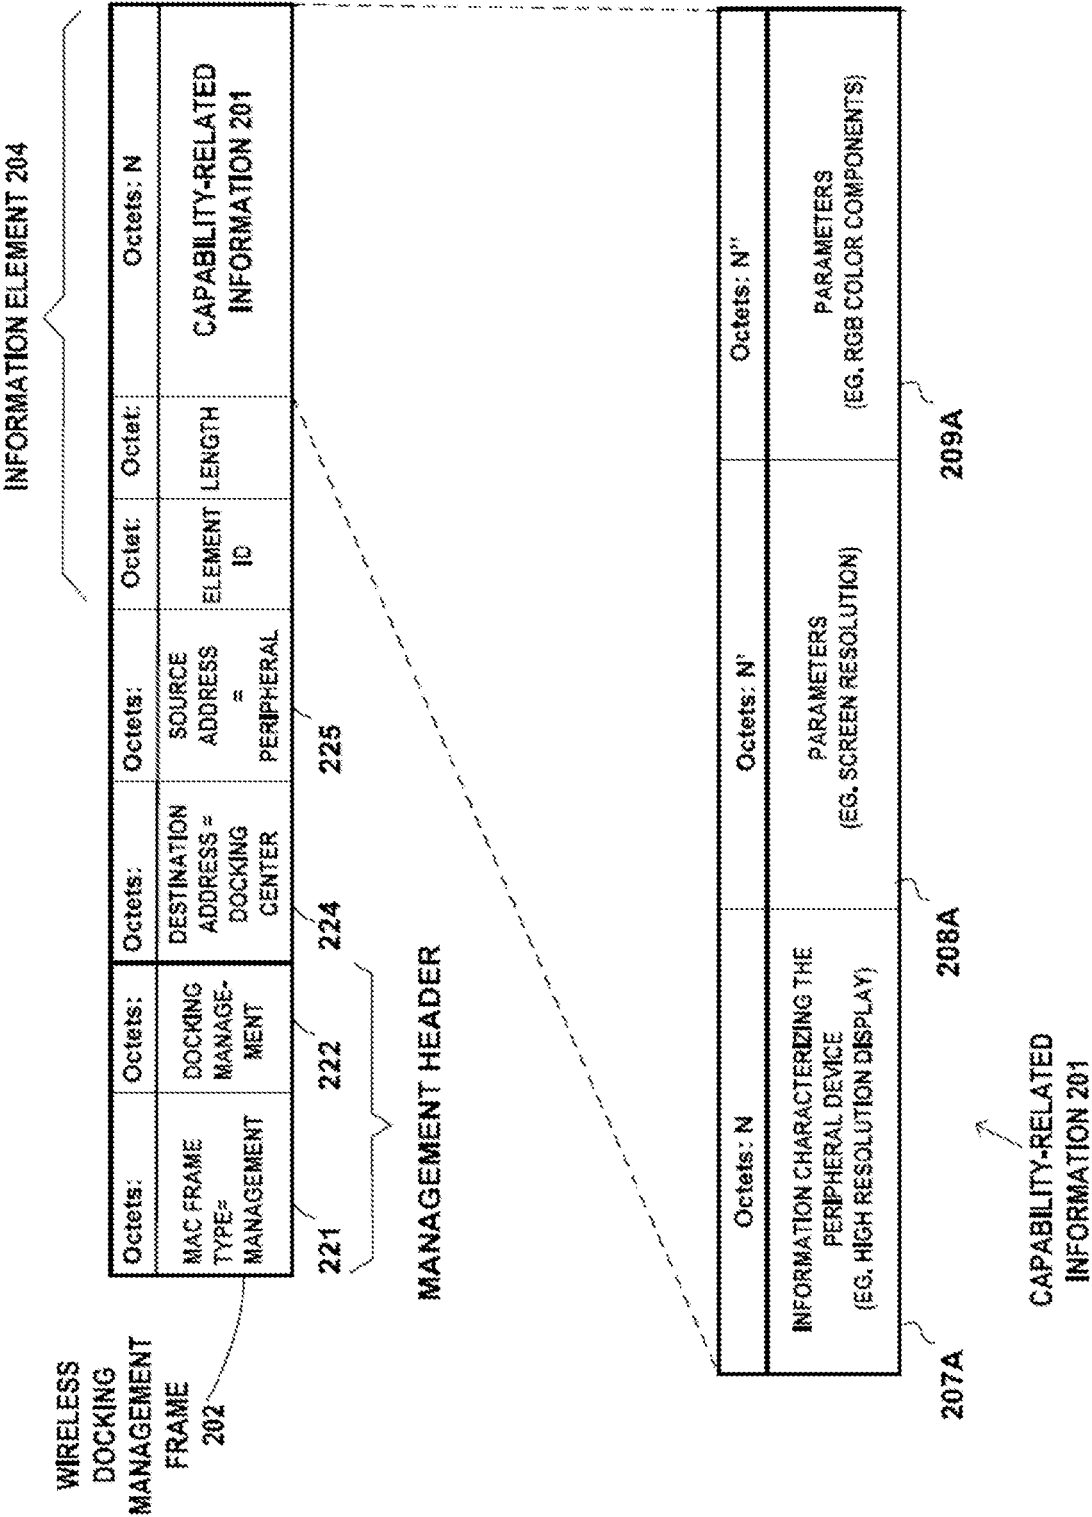 INFORMATION ELEMENT 204
WIRELESS
DOCKING
MANAGEMENT
FRAME
202
Octets:
Octets:
Octets:
Octets:
Octet:
Octet:
Octets: N
MAC FRAME
TYPE=
MANAGEMENT
DOCKING
MANAGE-
MENT
DESTINATION
ADDRESS =
DOCKING
CENTER
SOURCE
ADDRESS
=
PERIPHERAL
ELEMENT
ID
LENGTH
CAPABILITY-RELATED
INFORMATION 201
221
222
224
225
MANAGEMENT HEADER
Octets: N
Octets: N'
Octets: N''
INFORMATION CHARACTERIZING THE
PERIPHERAL DEVICE
(EG. HIGH RESOLUTION DISPLAY)
PARAMETERS
(EG. SCREEN RESOLUTION)
PARAMETERS
(EG. RGB COLOR COMPONENTS)
207A
208A
209A
CAPABILITY-RELATED
INFORMATION 201